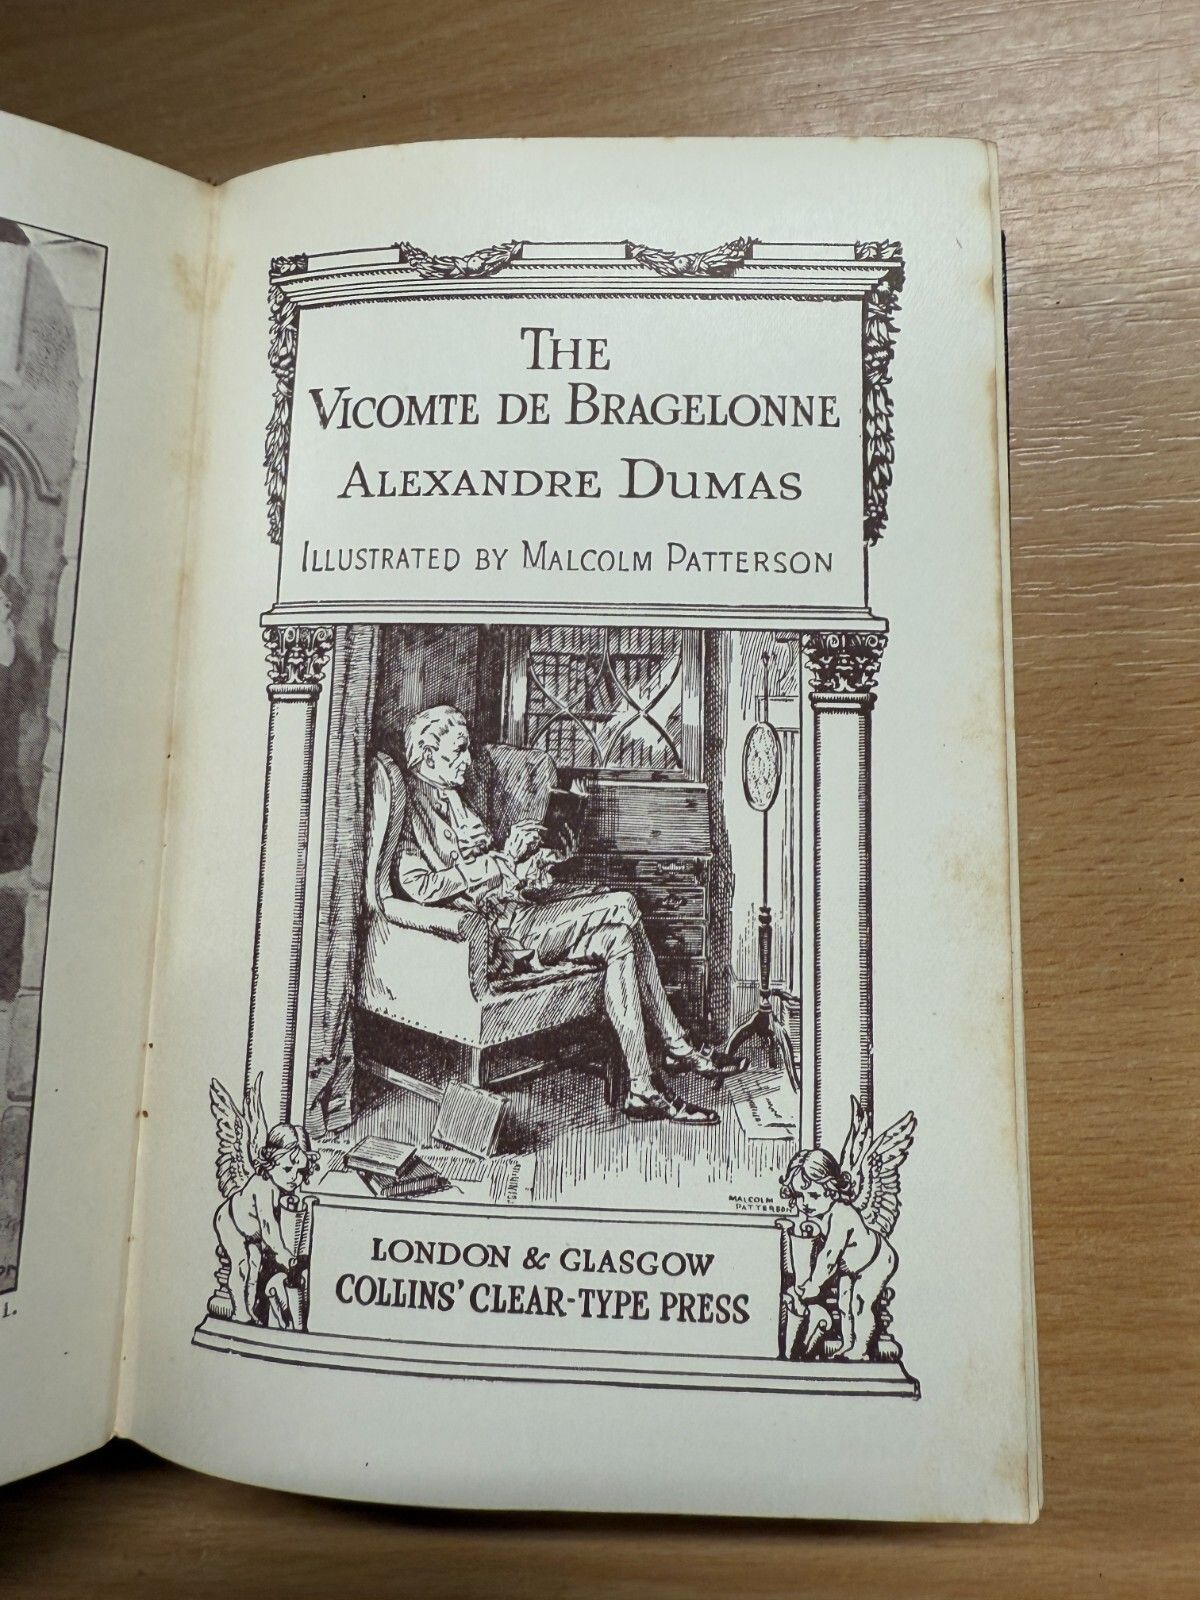 THE
VICOMTE DE BRAGELONNE
ALEXANDRE DUMAS
ILLUSTRATED BY MALCOLM PATTERSON
MALCOLM
PATTERSON
LONDON & GLASGOW
COLLINS' CLEAR-TYPE PRESS